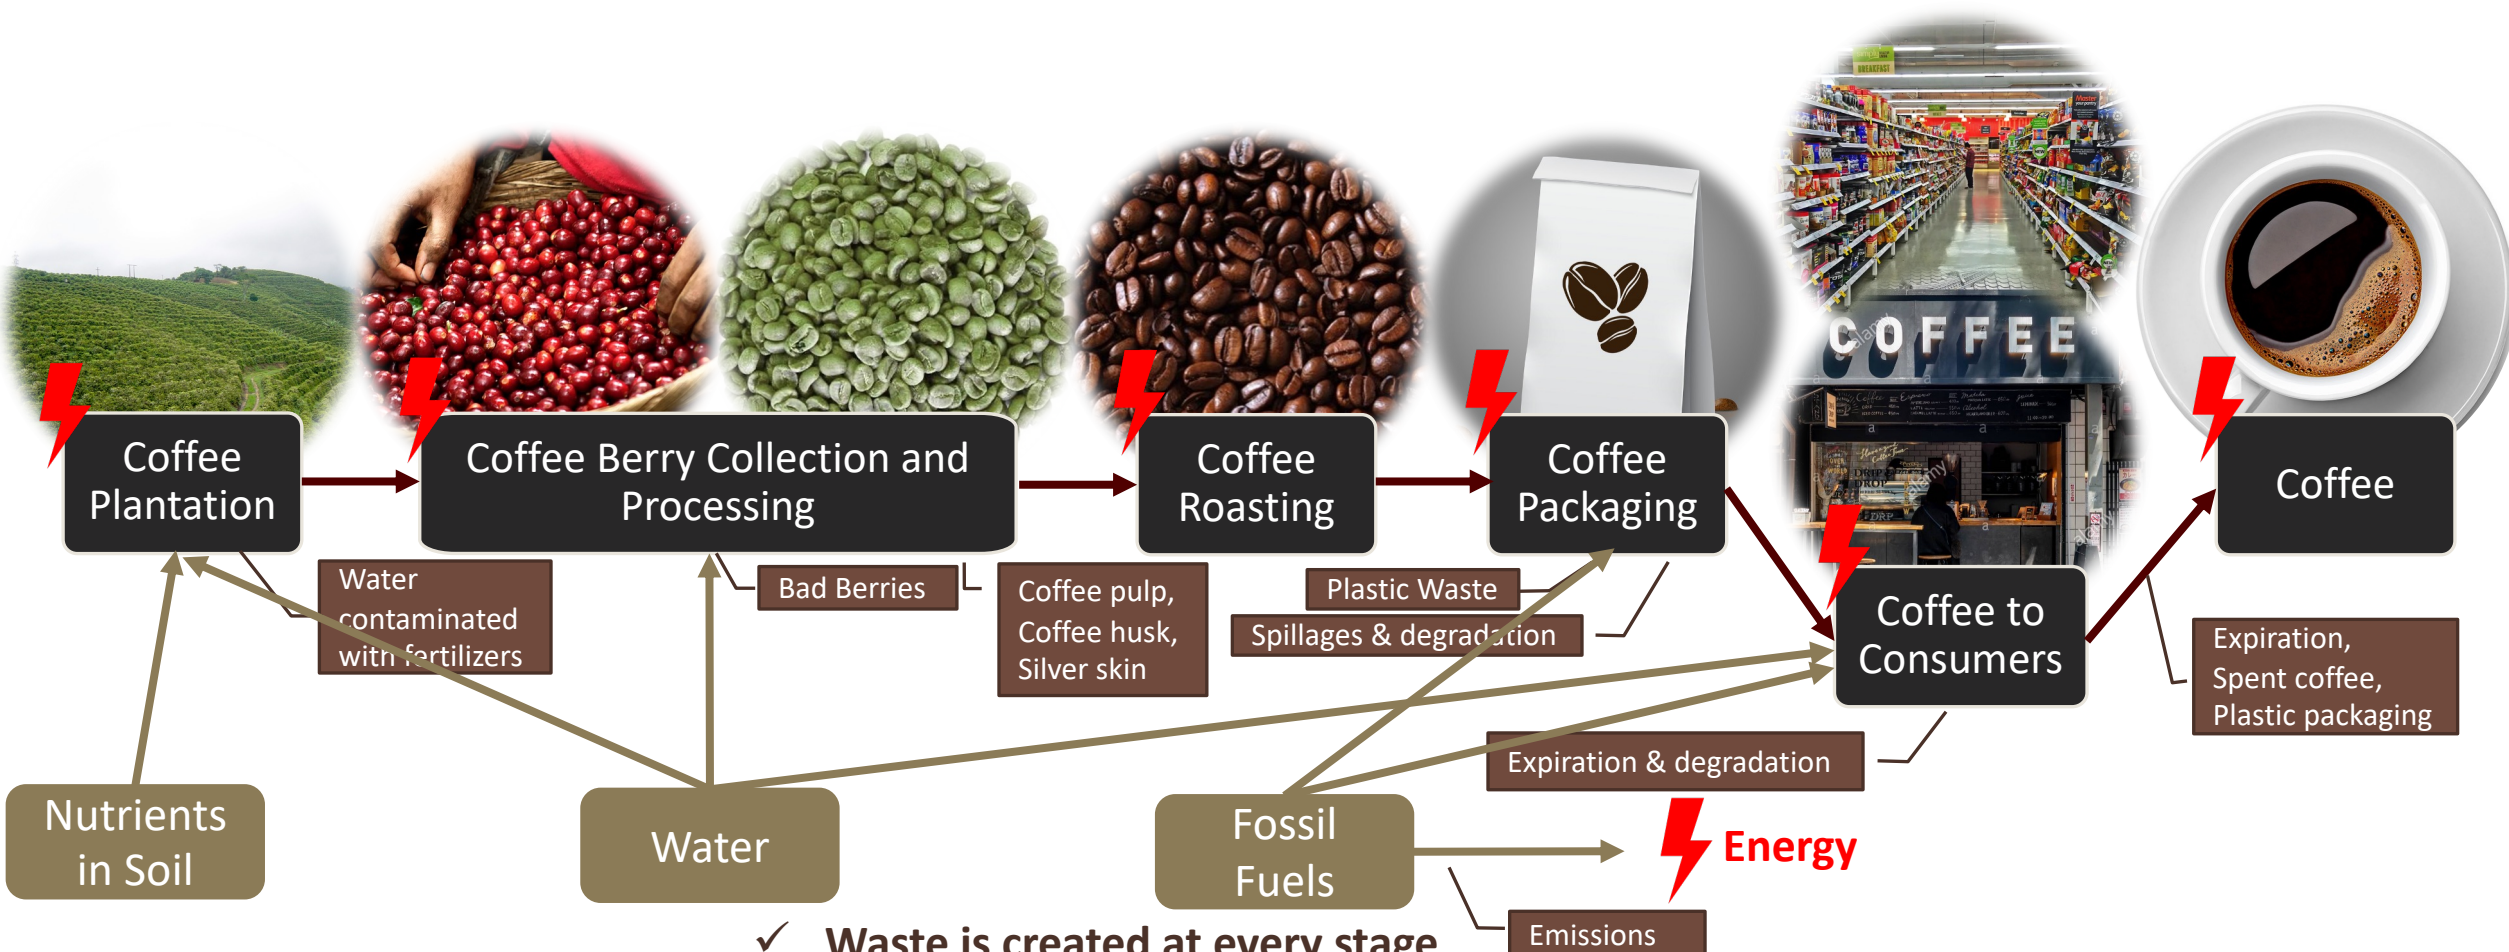 BREAKFAST
COFFEE
Coffee
Plantation
Coffee Berry Collection and
Processing
Coffee
Roasting
Coffee
Packaging
Coffee to
Consumers
Coffee
Water
contaminated
with fertilizers
Bad Berries
Coffee pulp,
Coffee husk,
Silver skin
Plastic Waste
Spillages & degradation
Expiration & degradation
Expiration,
Spent coffee,
Plastic packaging
Nutrients
in Soil
Water
Fossil
Fuels
Energy
Emissions
✓ Waste is created at every stage